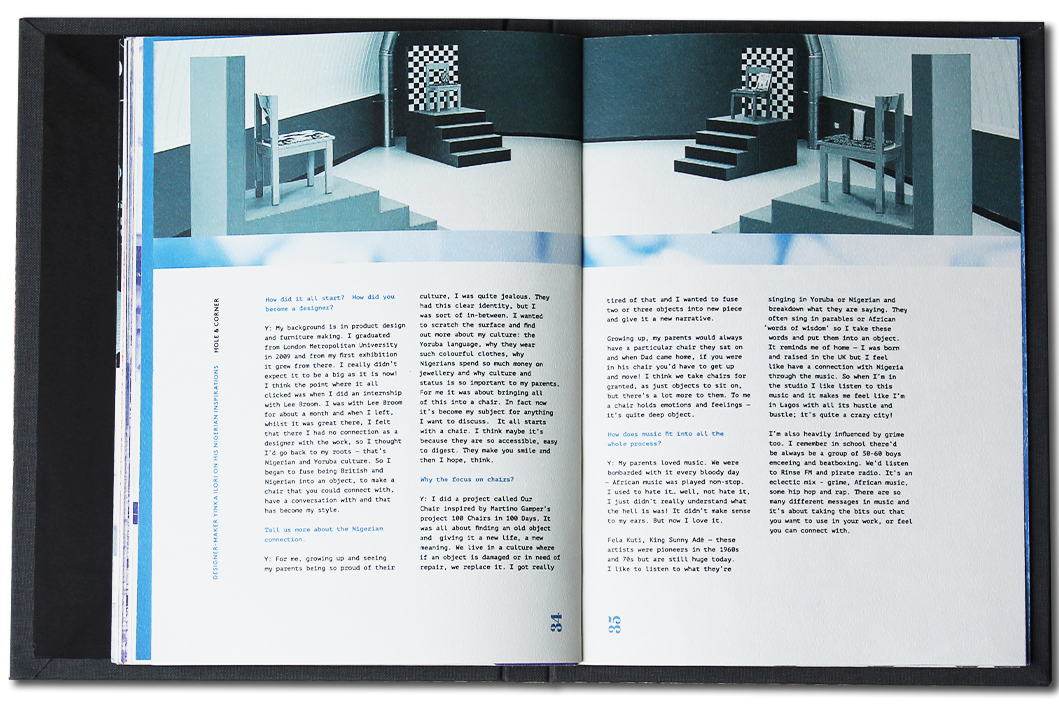 DESIGNER-MAKER YINKA ILORI ON HIS NIGERIAN INSPIRATIONS HOLE & CORNER
How did it all start? How did you
become a designer?
Y: My background is in product design
and furniture making. I graduated
from London Metropolitan University
in 2009 and from my first exhibition
it grew from there. I really didn't
expect it to be a big as it is now!
I think the point where it all
clicked was when I did an internship
with Lee Broom. I was with Lee Broom
for about a month and when I left,
whilst it was great there, I felt
that there I had no connection as a
designer with the work, so I thought
I'd go back to my roots – that's
Nigerian and Yoruba culture. So I
began to fuse being British and
Nigerian into an object, to make a
chair that you could connect with,
have a conversation with and that
has become my style.
Tell us more about the Nigerian
connection.
Y: For me, growing up and seeing
my parents being so proud of their
culture, I was quite jealous. They
had this clear identity, but I
was sort of in-between. I wanted
to scratch the surface and find
out more about my culture: the
Yoruba language, why they wear
such colourful clothes, why
Nigerians spend so much money on
jewellery and why culture and
status is so important to my parents.
For me it was about bringing all
of this into a chair. In fact now
it's become my subject for anything
I want to discuss. It all starts
with a chair. I think maybe it's
because they are so accessible, easy
to digest. They make you smile and
then I hope, think.
Why the focus on chairs?
Y: I did a project called Our
Chair inspired by Martino Gamper's
project 100 Chairs in 100 Days. It
was all about finding an old object
and giving it a new life, a new
meaning. We live in a culture where
if an object is damaged or in need of
repair, we replace it. I got really
34
tired of that and I wanted to fuse
two or three objects into new piece
and give it a new narrative.
Growing up, my parents would always
have a particular chair they sat on
and when Dad came home, if you were
in his chair you'd have to get up
and move! I think we take chairs for
granted, as just objects to sit on,
but there's a lot more to them. To me
a chair holds emotions and feelings –
it's quite deep object.
How does music fit into all the
whole process?
Y: My parents loved music. We were
bombarded with it every bloody day
– African music was played non-stop.
I used to hate it… well, not hate it,
I just didn't really understand what
the hell is was! It didn't make sense
to my ears. But now I love it.
Fela Kuti, King Sunny Adé – these
artists were pioneers in the 1960s
and 70s but are still huge today.
I like to listen to what they're
singing in Yoruba or Nigerian and
breakdown what they are saying. They
often sing in parables or African
'words of wisdom' so I take these
words and put them into an object.
It reminds me of home – I was born
and raised in the UK but I feel
like have a connection with Nigeria
through the music. So when I'm in
the studio I like listen to this
music and it makes me feel like I'm
in Lagos with all its hustle and
bustle; it's quite a crazy city!
I'm also heavily influenced by grime
too. I remember in school there'd
be always be a group of 50-60 boys
emceeing and beatboxing. We'd listen
to Rinse FM and pirate radio. It's an
eclectic mix – grime, African music,
some hip hop and rap. There are so
many different messages in music and
it's about taking the bits out that
you want to use in your work, or feel
you can connect with.
35